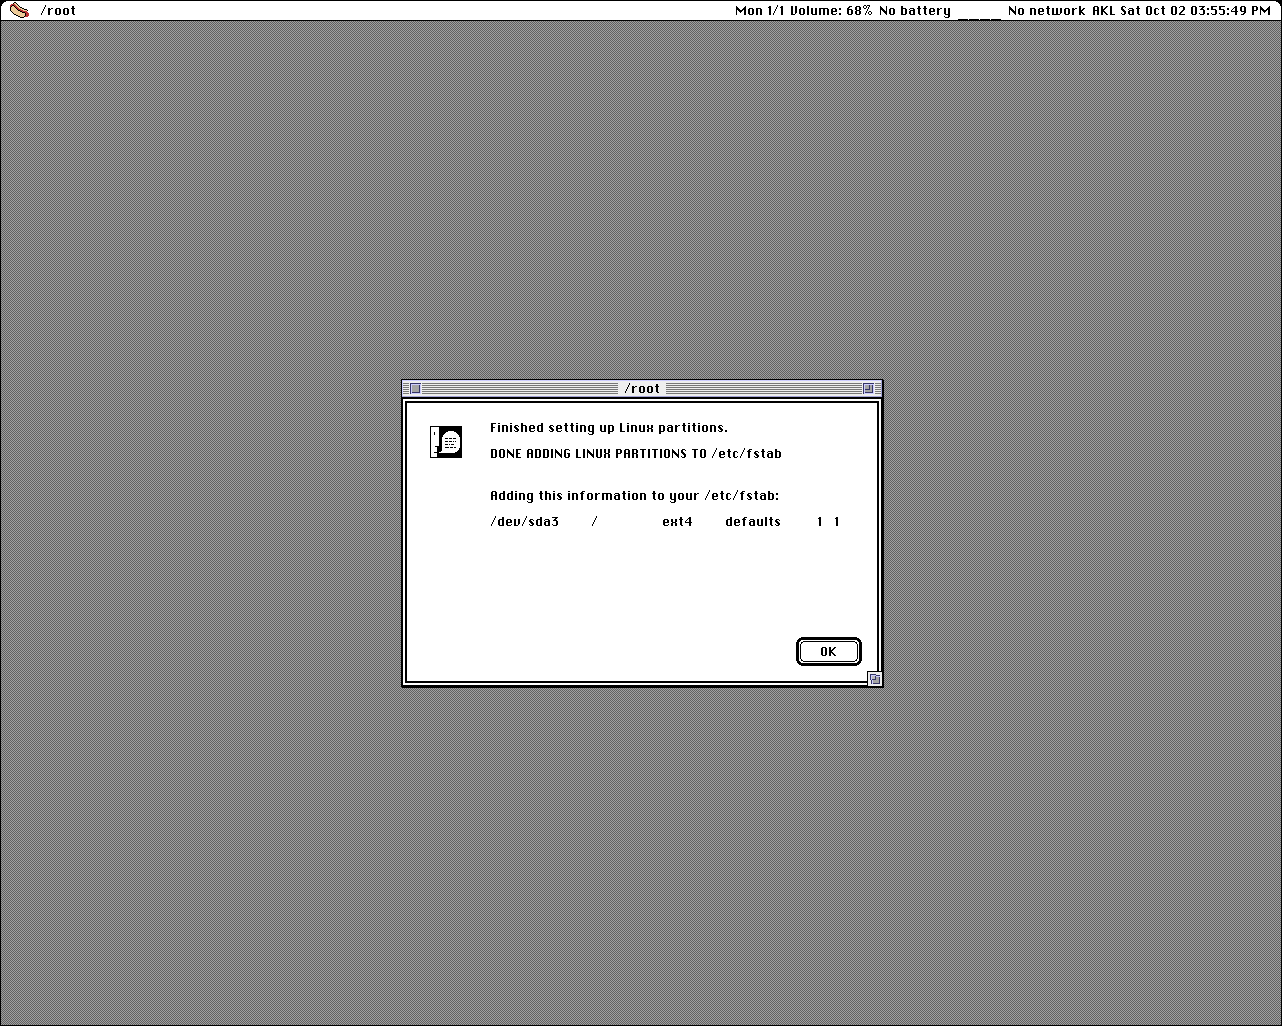 /root Mon 1/1 Volume: 68% No battery ____ No network AKL Sat Oct 02 03:55:49 PM
/root
Finished setting up Linux partitions.
DONE ADDING LINUX PARTITIONS TO /etc/fstab
Adding this information to your /etc/fstab:
/dev/sda3 / ext4 defaults 1 1
OK